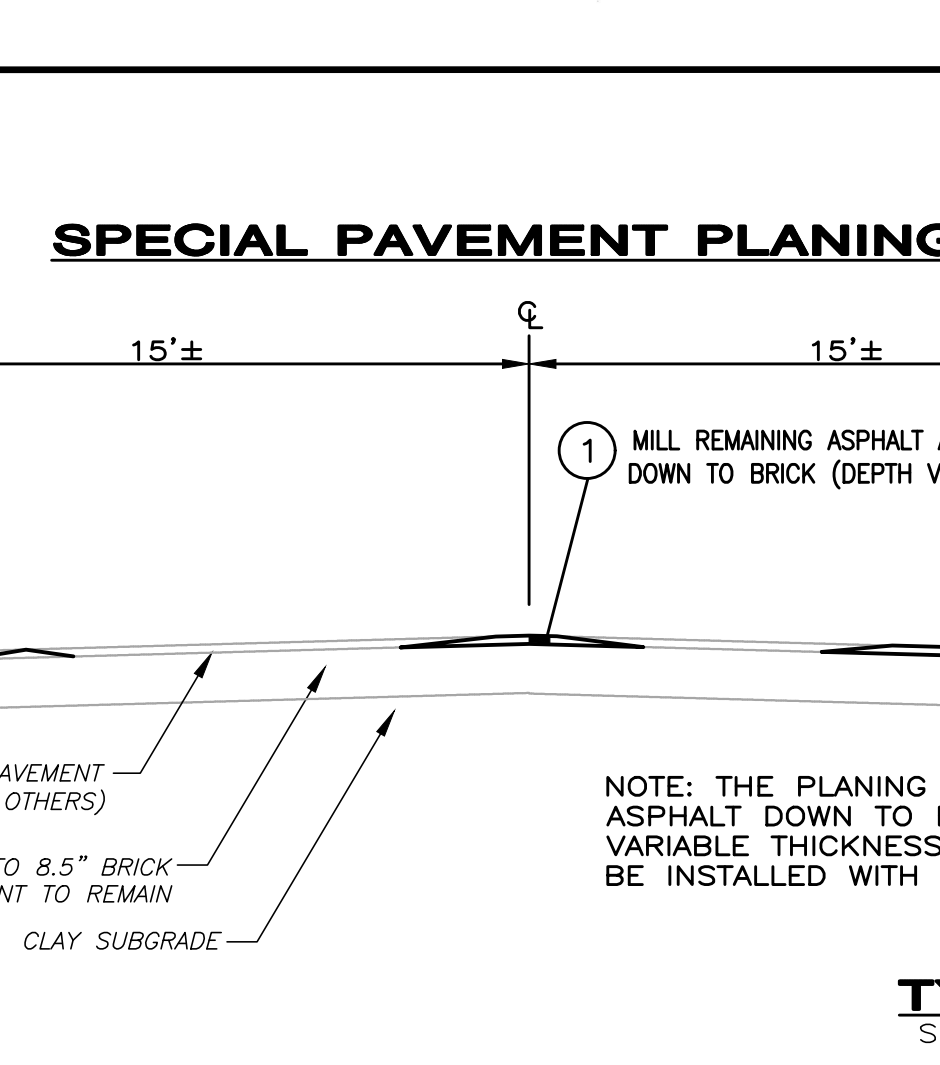 SPECIAL PAVEMENT PLANING
℄
15'± 15'±
1
MILL REMAINING ASPHALT
DOWN TO BRICK (DEPTH
AVEMENT
OTHERS)
TO 8.5" BRICK
NT TO REMAIN
CLAY SUBGRADE
NOTE: THE PLANING
ASPHALT DOWN TO
VARIABLE THICKNESS
BE INSTALLED WITH